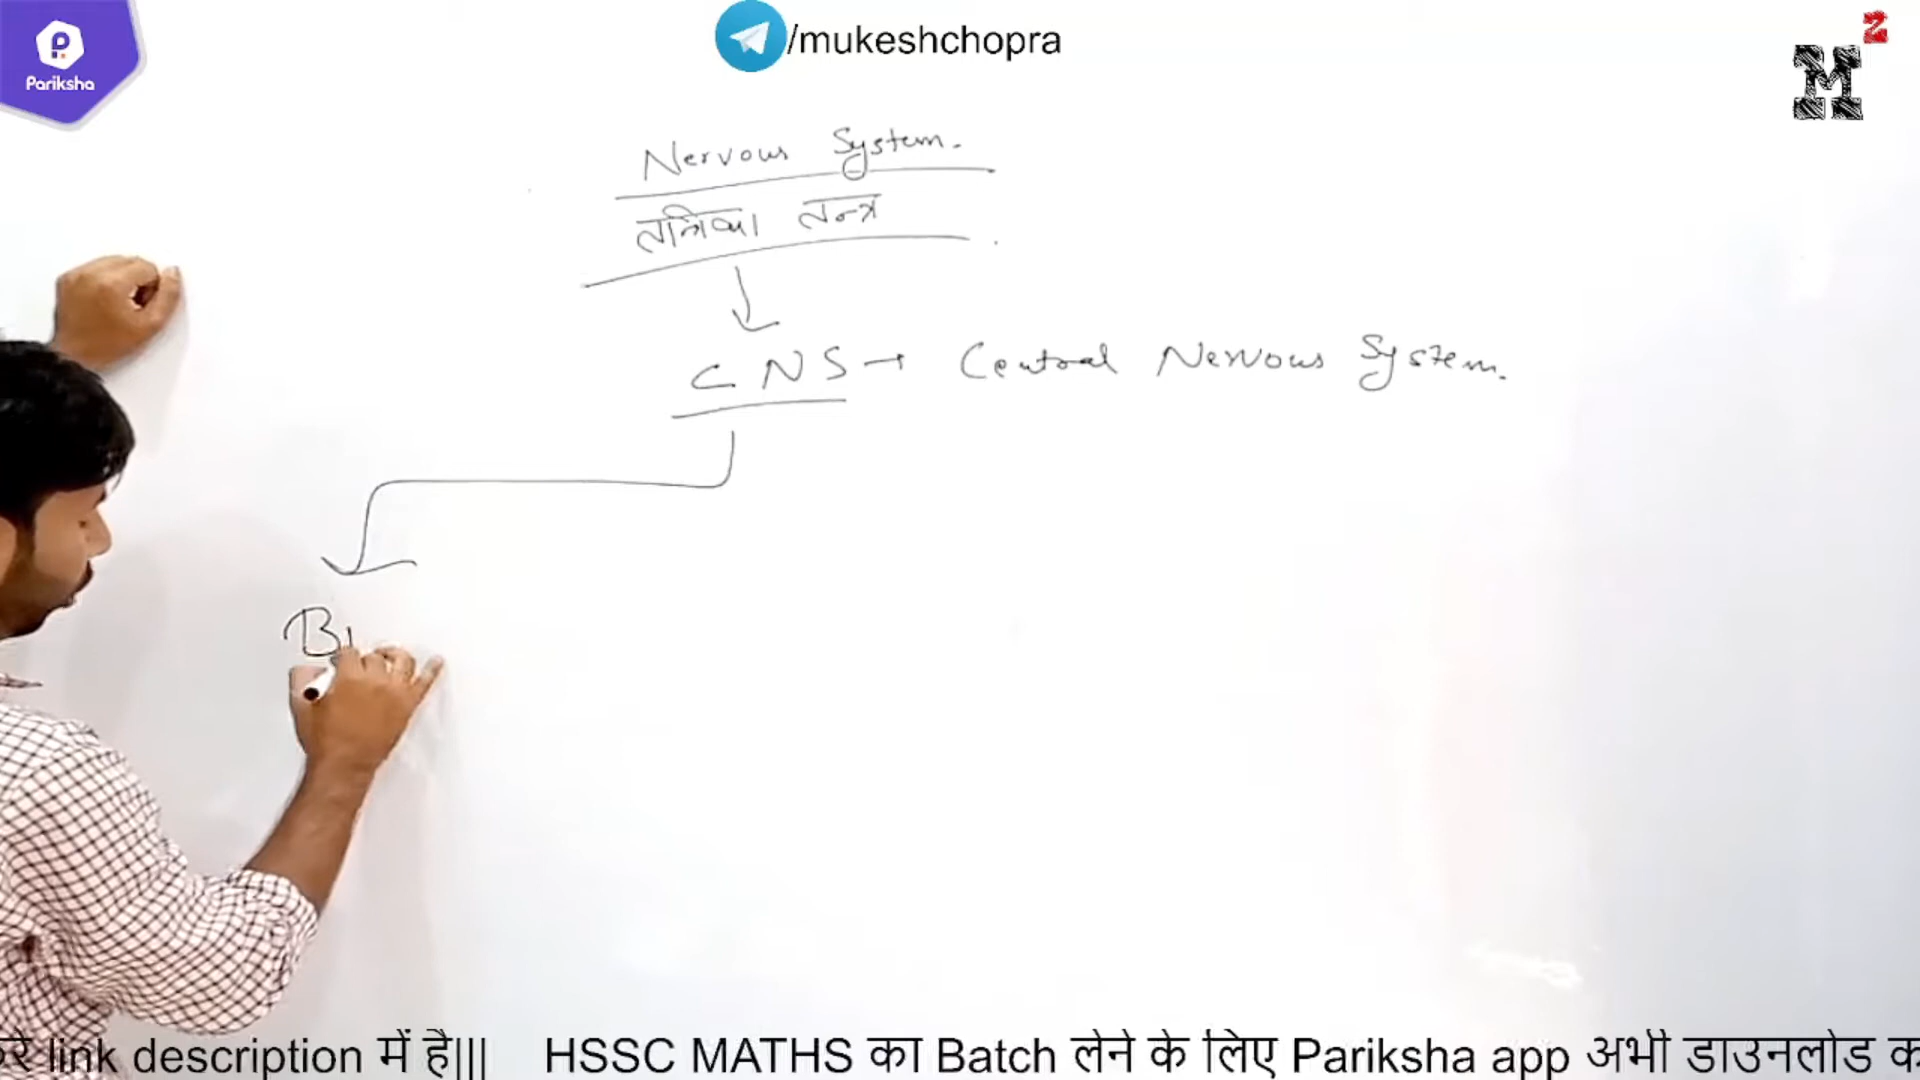 Pariksha
/mukeshchopra
M2
Nervous System.
तन्त्रिका तन्त्र
CNS → Central Nervous System.
B
रे link description में है||| HSSC MATHS का Batch लेने के लिए Pariksha app अभी डाउनलोड क